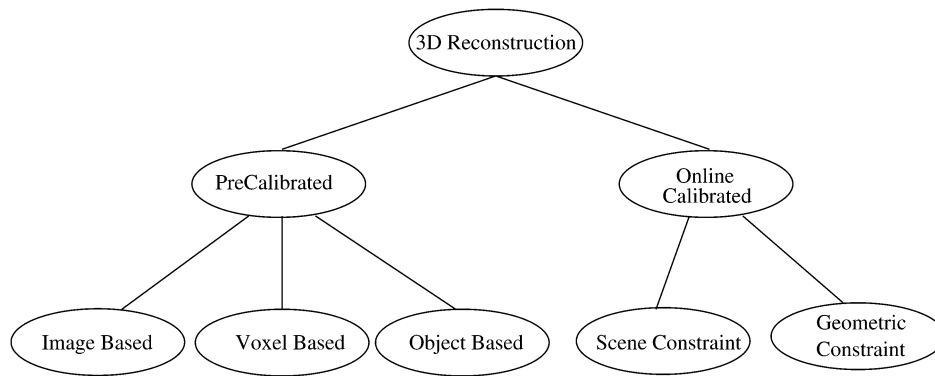 3D Reconstruction
PreCalibrated
Online
Calibrated
Image Based
Voxel Based
Object Based
Scene Constraint
Geometric
Constraint